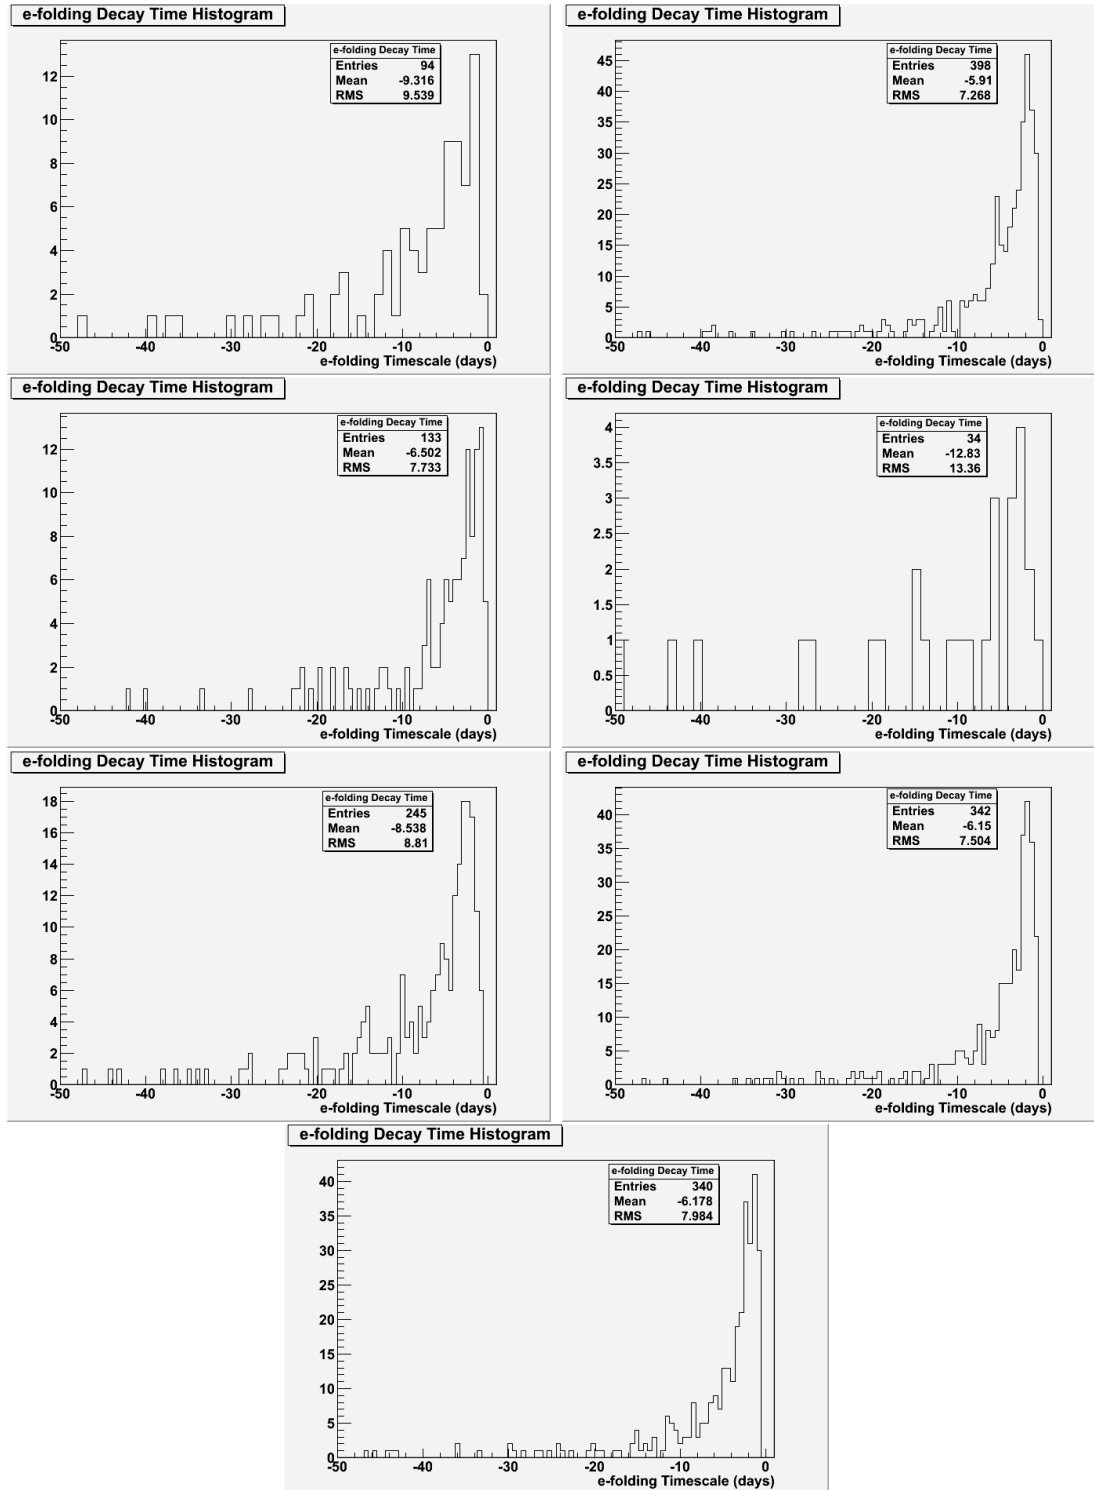 e-folding Decay Time Histogram
e-folding Decay Time
Entries 94
Mean -9.316
RMS 9.539
12
10
8
6
4
2
0
-50 -40 -30 -20 -10 0
e-folding Timescale (days)
e-folding Decay Time Histogram
e-folding Decay Time
Entries 398
Mean -5.91
RMS 7.268
45
40
35
30
25
20
15
10
5
0
-50 -40 -30 -20 -10 0
e-folding Timescale (days)
e-folding Decay Time Histogram
e-folding Decay Time
Entries 133
Mean -6.502
RMS 7.733
12
10
8
6
4
2
0
-50 -40 -30 -20 -10 0
e-folding Timescale (days)
e-folding Decay Time Histogram
e-folding Decay Time
Entries 34
Mean -12.83
RMS 13.36
4
3.5
3
2.5
2
1.5
1
0.5
0
-50 -40 -30 -20 -10 0
e-folding Timescale (days)
e-folding Decay Time Histogram
e-folding Decay Time
Entries 245
Mean -8.538
RMS 8.81
18
16
14
12
10
8
6
4
2
0
-50 -40 -30 -20 -10 0
e-folding Timescale (days)
e-folding Decay Time Histogram
e-folding Decay Time
Entries 342
Mean -6.15
RMS 7.504
40
35
30
25
20
15
10
5
0
-50 -40 -30 -20 -10 0
e-folding Timescale (days)
e-folding Decay Time Histogram
e-folding Decay Time
Entries 340
Mean -6.178
RMS 7.984
40
35
30
25
20
15
10
5
0
-50 -40 -30 -20 -10 0
e-folding Timescale (days)